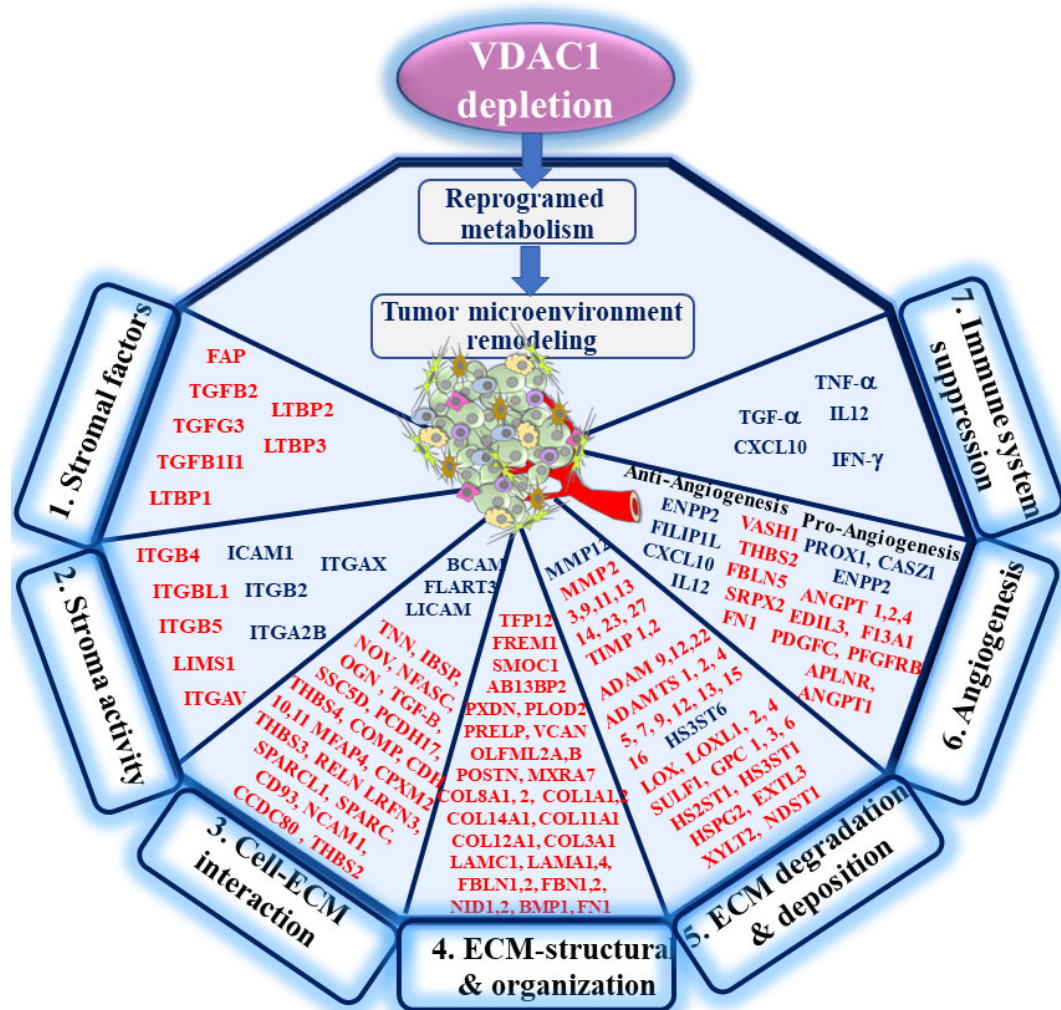 VDAC1
depletion
Reprogramed
metabolism
Tumor microenvironment
remodeling
1. Stromal factors
FAP
TGFB2
LTBP2
TGFG3
LTBP3
TGFB1I1
LTBP1
2. Stroma activity
ITGB4
ITGBL1
ITGB5
LIMS1
ITGAV
ICAM1
ITGB2
ITGA2B
ITGAX
3. Cell-ECM
interaction
BCAM
FLART3
LICAM
TNN, IBSP,
NOV, NFASC,
OGN , TGF-B,
SSC5D, PCDH17,
THBS4, COMP, CDH
10,11 MFAP4, CPXM2
THBS3, RELN LRFN3,
SPARCL1, SPARC,
CD93, NCAM1,
CCDC80 , THBS2
4. ECM-structural
& organization
TFP12
FREM1
SMOC1
AB13BP2
PXDN, PLOD2
PRELP, VCAN
OLFML2A,B
POSTN, MXRA7
COL8A1, 2, COL1A1,2
COL14A1, COL11A1
COL12A1, COL3A1
LAMC1, LAMA1,4,
FBLN1,2, FBN1,2,
NID1,2, BMP1, FN1
5. ECM degradation
& deposition
MMP12
MMP2
3,9,11,13
14, 23, 27
TIMP 1,2
ADAM 9,12,22
ADAMTS 1, 2, 4
5, 7, 9, 12, 13, 15
16 HS3ST6
LOX, LOXL1, 2, 4
SULF1, GPC 1, 3, 6
HS2ST1, HS3ST1
HSPG2, EXTL3
XYLT2, NDST1
6. Angiogenesis
Anti-Angiogenesis
ENPP2
FILIP1L
CXCL10
IL12
VASH1
THBS2
FBLN5
SRPX2
FN1
Pro-Angiogenesis
PROX1, CASZ1
ENPP2
ANGPT 1,2,4
EDIL3, F13A1
PDGFC, PFGFRB
APLNR,
ANGPT1
7. Immune system
suppression
TNF-α
TGF-α
IL12
CXCL10
IFN-γ